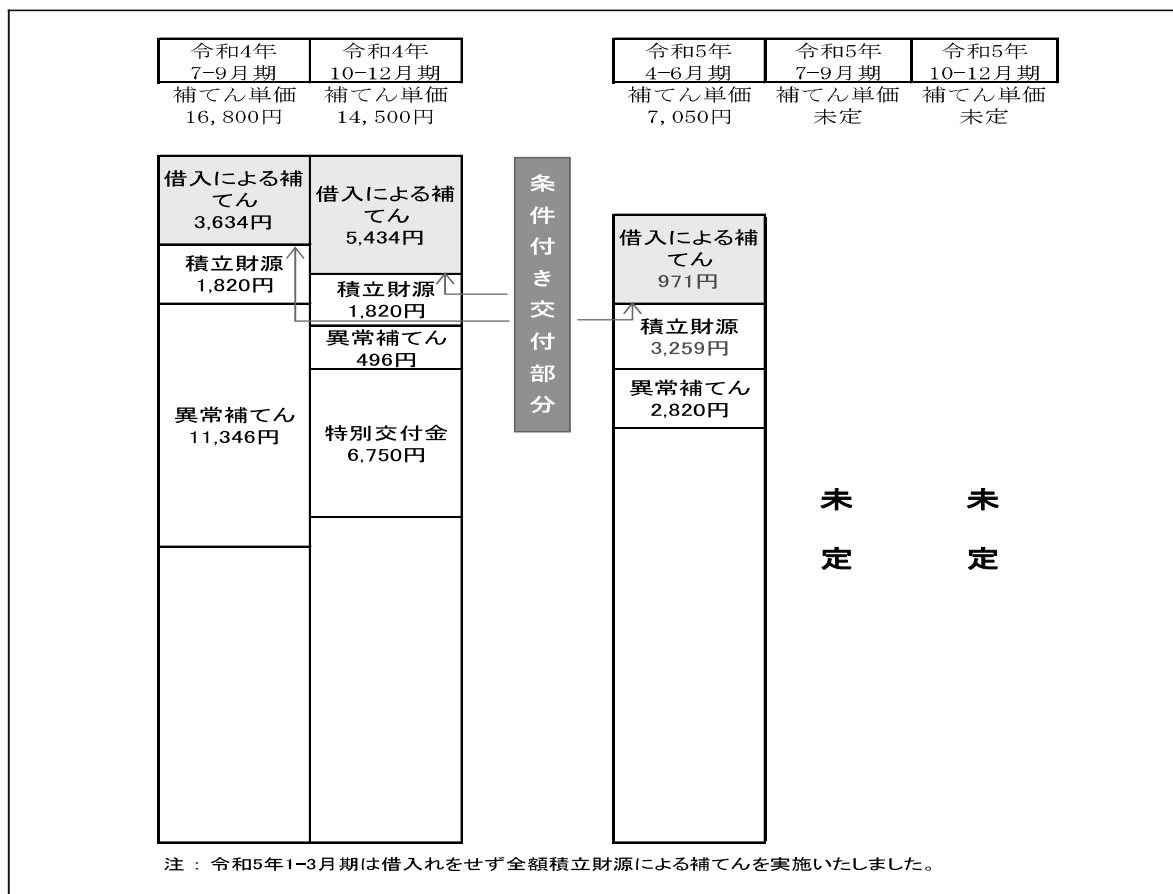 令和4年
7-9月期
令和4年
10-12月期
令和5年
4-6月期
令和5年
7-9月期
令和5年
10-12月期
補てん単価
16,800円
補てん単価
14,500円
補てん単価
7,050円
補てん単価
未定
補てん単価
未定
借入による補
てん
3,634円
積立財源
1,820円
異常補てん
11,346円
借入による補
てん
5,434円
積立財源
1,820円
異常補てん
496円
特別交付金
6,750円
条件付き交付部分
借入による補
てん
971円
積立財源
3,259円
異常補てん
2,820円
未定
未定
注：令和5年1-3月期は借入れをせず全額積立財源による補てんを実施いたしました。